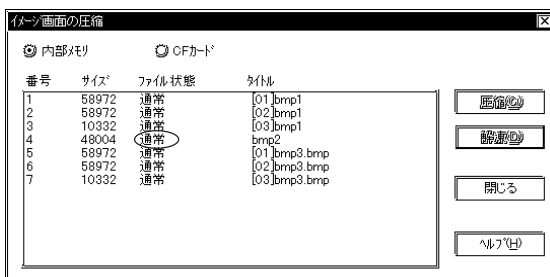 ｲﾒｰｼﾞ画面の圧縮
内部ﾒﾓﾘ CFｶｰﾄﾞ
番号 ｻｲｽﾞ ﾌｧｲﾙ状態 ﾀｲﾄﾙ
1 58972 通常 [01]bmp1
2 58972 通常 [02]bmp1
3 10332 通常 [03]bmp1
4 48004 通常 bmp2
5 58972 通常 [01]bmp3.bmp
6 58972 通常 [02]bmp3.bmp
7 10332 通常 [03]bmp3.bmp
圧縮(C)
解凍(D)
閉じる
ﾍﾙﾌﾟ(H)